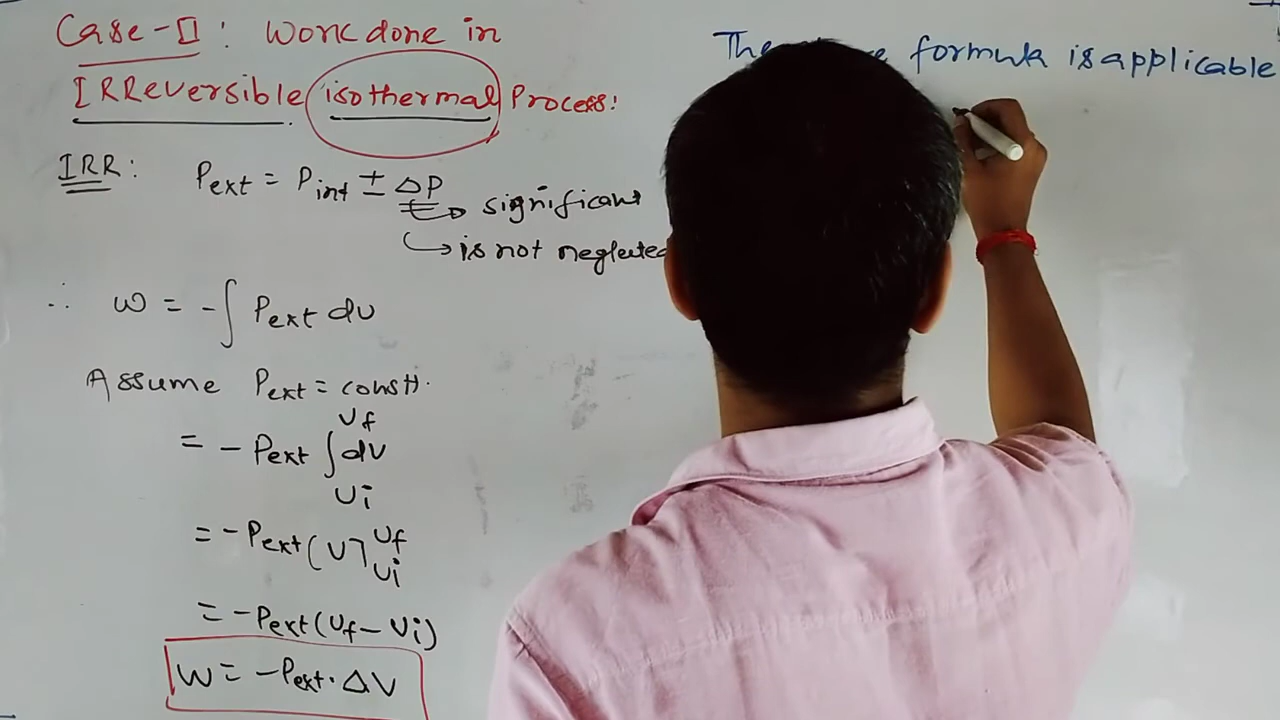 Case-II: Work done in
IRReversible isothermal Process:
IRR: Pext = Pint ± ΔP
significant
is not neglected
∴ w = -∫ Pext dv
Assume Pext = constt.
= - Pext ∫ dv
vf
vi
= -Pext (v]
vf
vi
= -Pext (vf - vi)
W = -Pext. ΔV
The formula is applicable